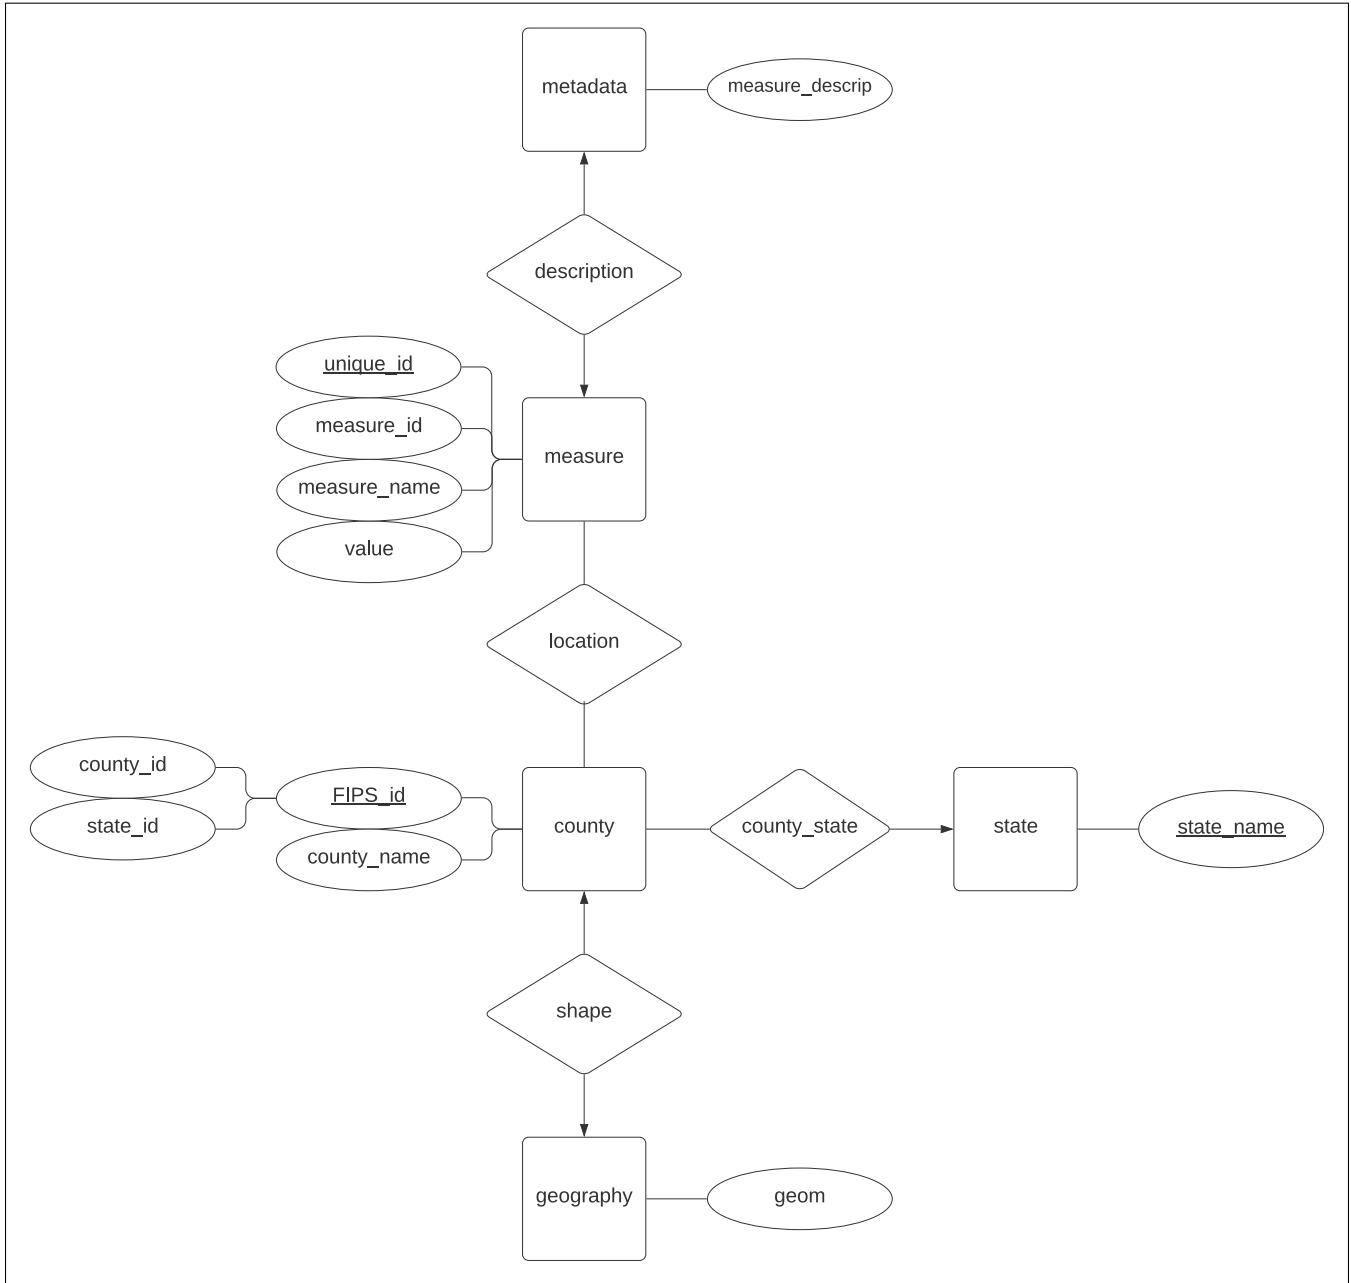 metadata
measure_descrip
description
unique_id
measure_id
measure
measure_name
value
location
county_id
state_id
FIPS_id
county_name
county
county_state
state
state_name
shape
geography
geom